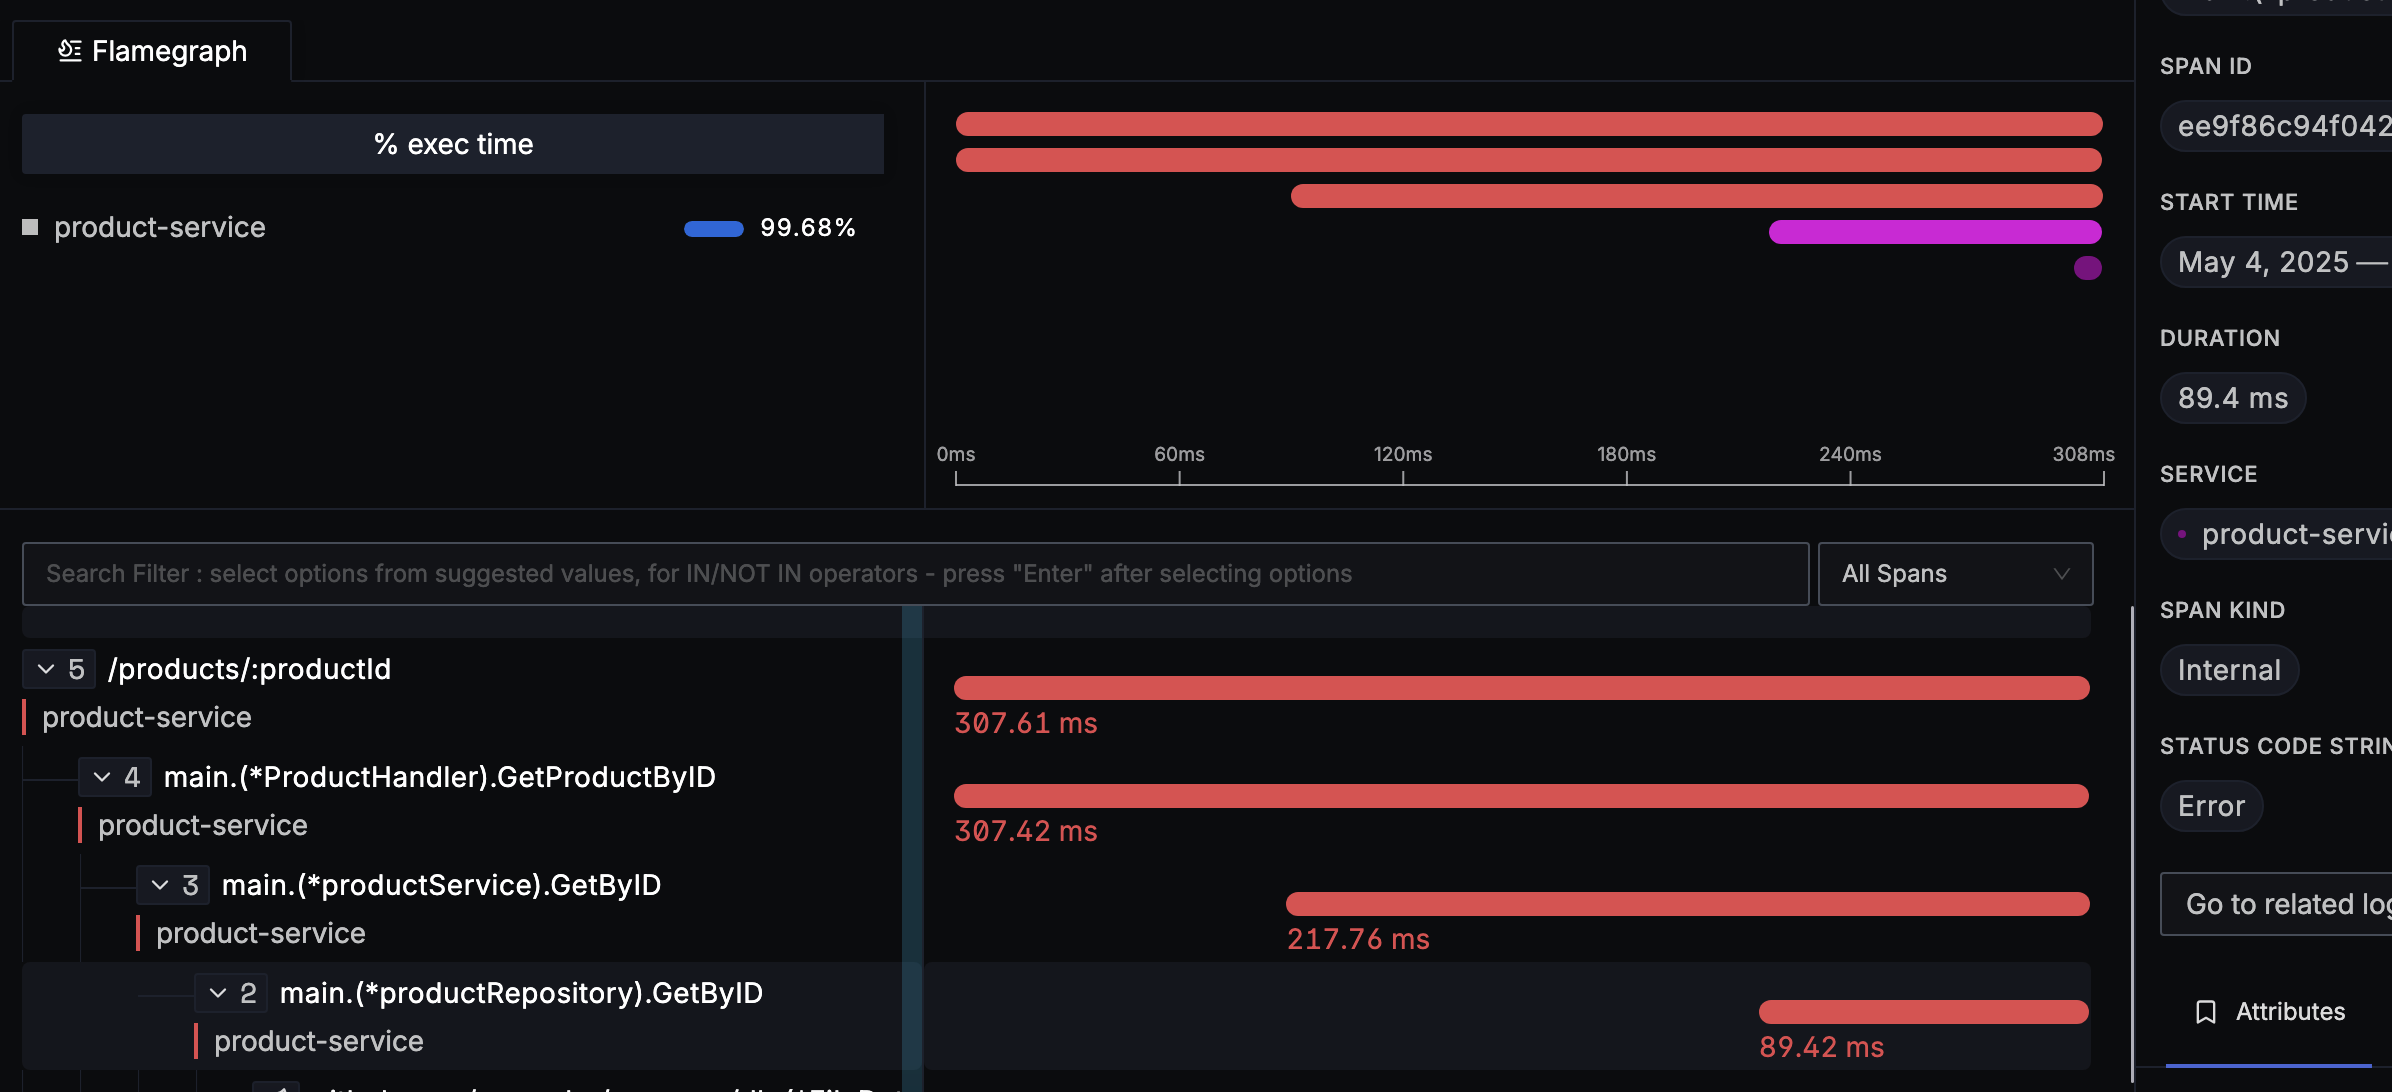 Flamegraph
% exec time
product-service 99.68%
0ms 60ms 120ms 180ms 240ms 308ms
Search Filter : select options from suggested values, for IN/NOT IN operators - press "Enter" after selecting options
All Spans
5 /products/:productId
product-service
307.61 ms
4 main.(*ProductHandler).GetProductByID
product-service
307.42 ms
3 main.(*productService).GetByID
product-service
217.76 ms
2 main.(*productRepository).GetByID
product-service
89.42 ms
SPAN ID
ee9f86c94f042
START TIME
May 4, 2025 —
DURATION
89.4 ms
SERVICE
product-servi
SPAN KIND
Internal
STATUS CODE STRIN
Error
Go to related log
Attributes